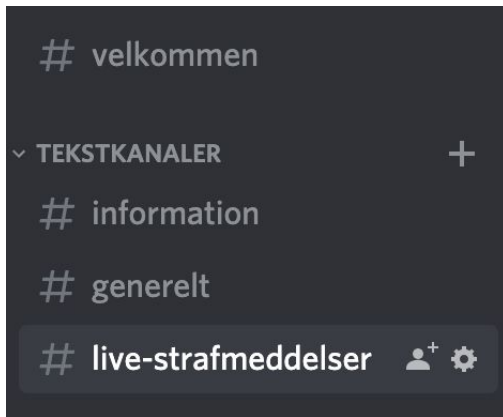 # velkommen
TEKSTKANALER
# information
# generelt
# live-strafmeddelser